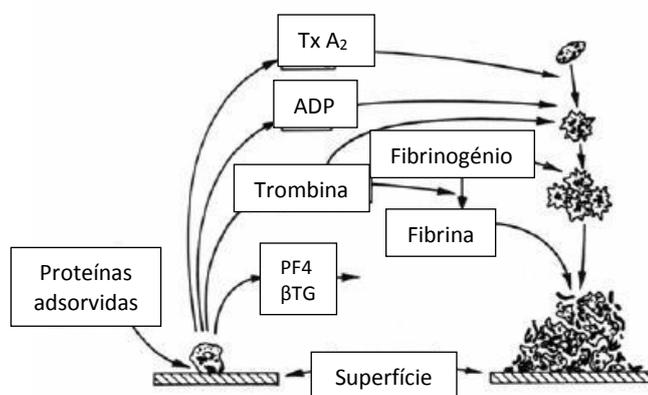 Tx A₂
ADP
Fibrinogénio
Trombina
Fibrina
PF4
βTG
Proteínas
adsorvidas
Superfície